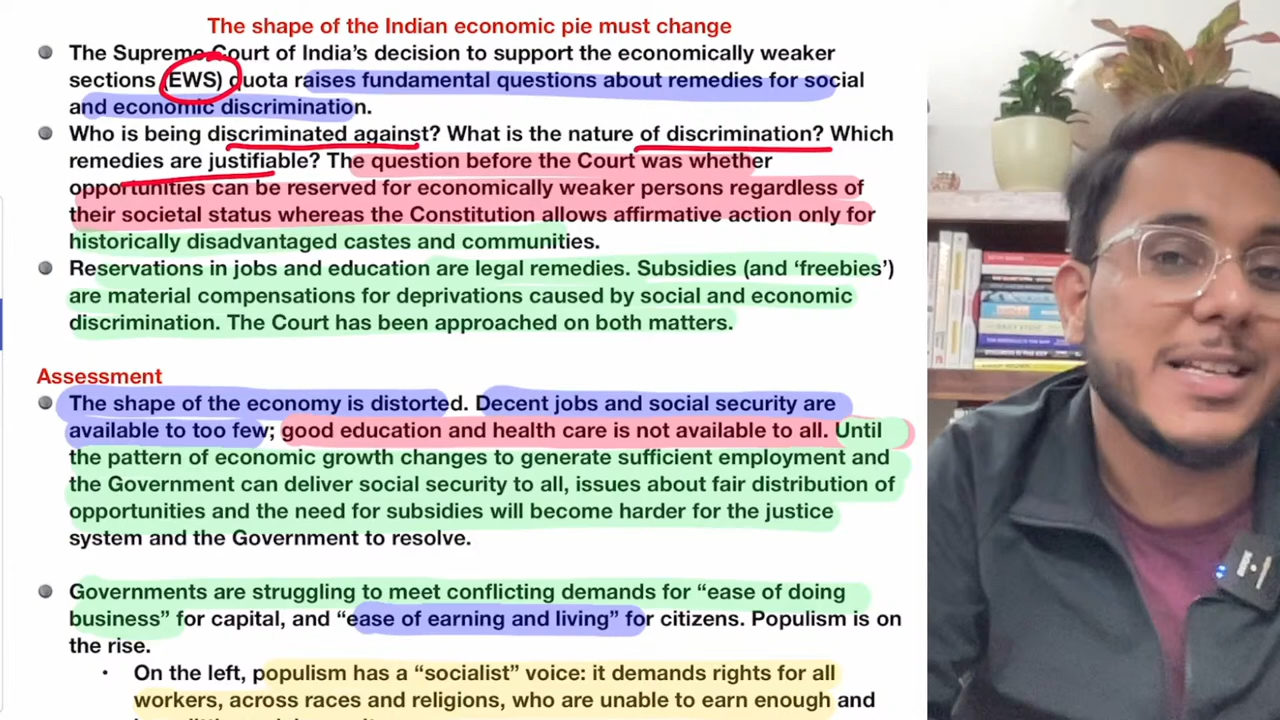 The shape of the Indian economic pie must change
The Supreme Court of India's decision to support the economically weaker
sections (EWS) quota raises fundamental questions about remedies for social
and economic discrimination.
Who is being discriminated against? What is the nature of discrimination? Which
remedies are justifiable? The question before the Court was whether
opportunities can be reserved for economically weaker persons regardless of
their societal status whereas the Constitution allows affirmative action only for
historically disadvantaged castes and communities.
Reservations in jobs and education are legal remedies. Subsidies (and ‘freebies’)
are material compensations for deprivations caused by social and economic
discrimination. The Court has been approached on both matters.
Assessment
The shape of the economy is distorted. Decent jobs and social security are
available to too few; good education and health care is not available to all. Until
the pattern of economic growth changes to generate sufficient employment and
the Government can deliver social security to all, issues about fair distribution of
opportunities and the need for subsidies will become harder for the justice
system and the Government to resolve.
Governments are struggling to meet conflicting demands for “ease of doing
business” for capital, and “ease of earning and living” for citizens. Populism is on
the rise.
On the left, populism has a “socialist” voice: it demands rights for all
workers, across races and religions, who are unable to earn enough and